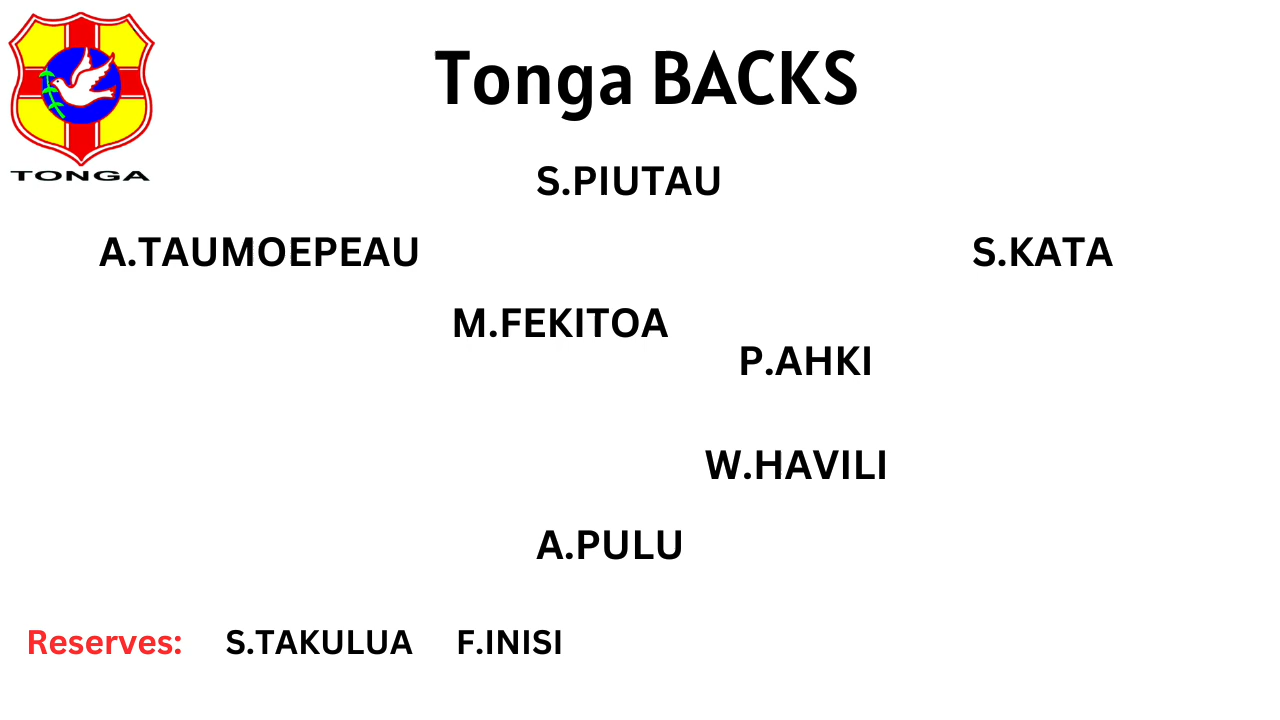 Tonga BACKS
TONGA
S.PIUTAU
A.TAUMOEPEAU S.KATA
M.FEKITOA
P.AHKI
W.HAVILI
A.PULU
Reserves: S.TAKULUA F.INISI